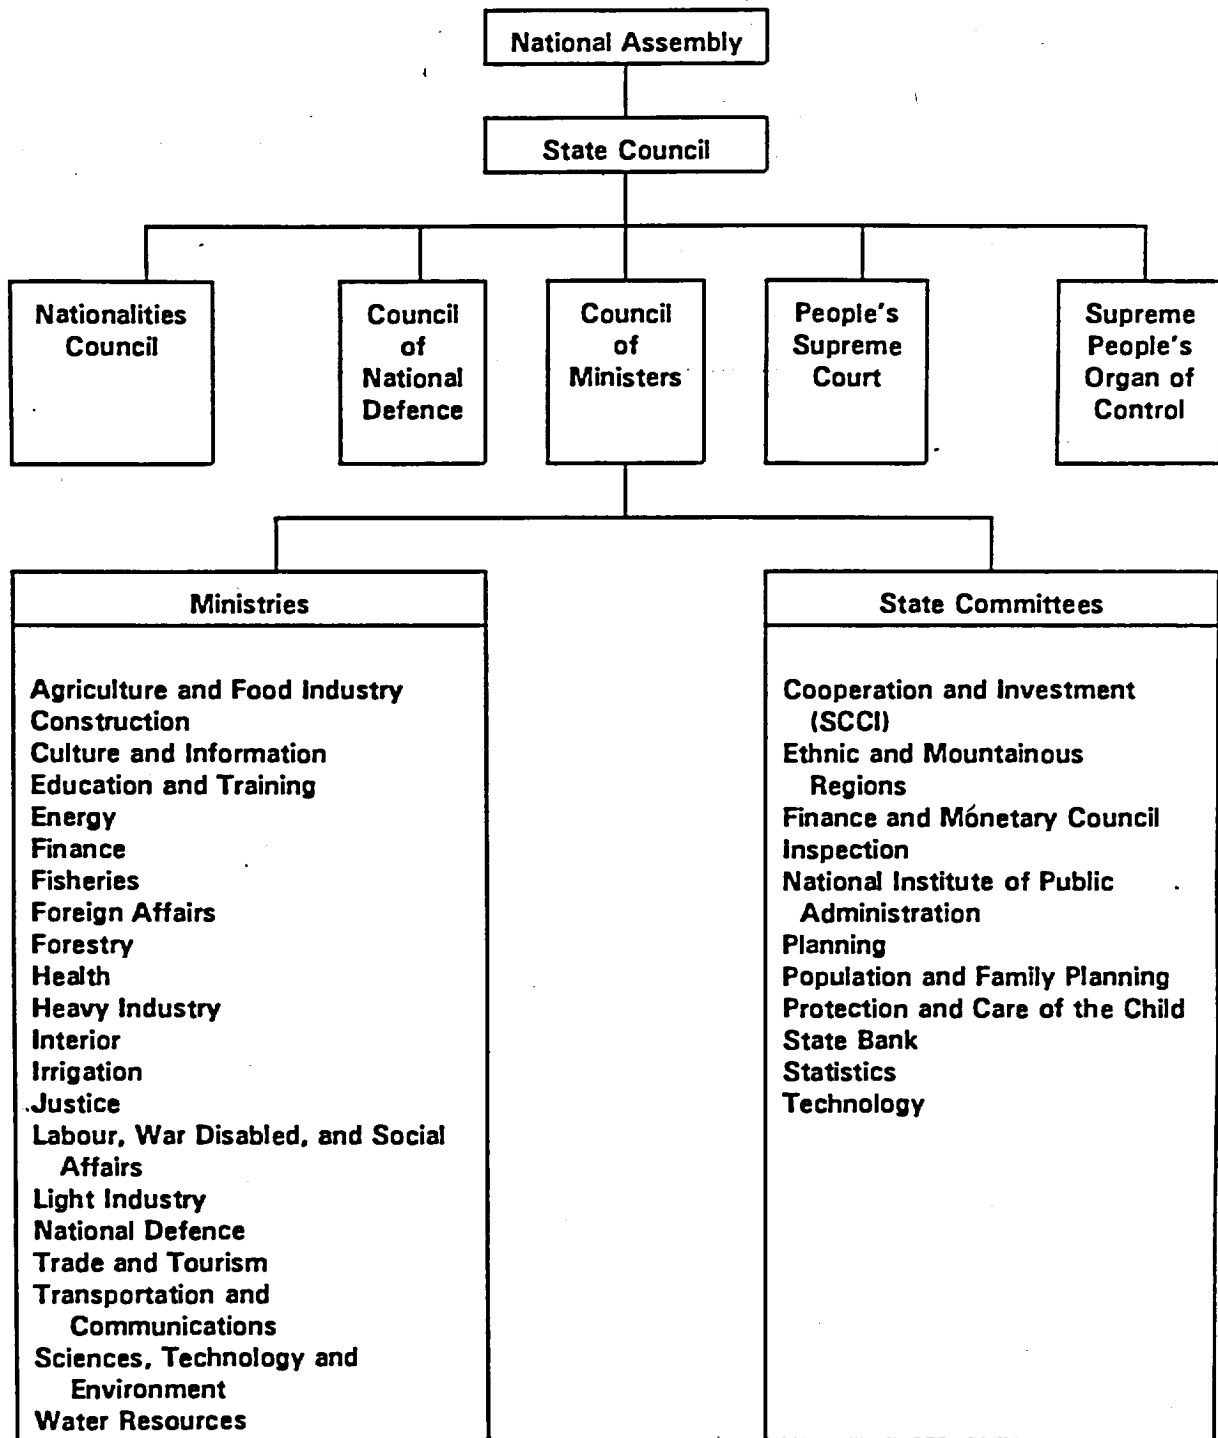 National Assembly
State Council
Nationalities
Council
Council
of
National
Defence
Council
of
Ministers
People's
Supreme
Court
Supreme
People's
Organ of
Control
Ministries
Agriculture and Food Industry
Construction
Culture and Information
Education and Training
Energy
Finance
Fisheries
Foreign Affairs
Forestry
Health
Heavy Industry
Interior
Irrigation
Justice
Labour, War Disabled, and Social
Affairs
Light Industry
National Defence
Trade and Tourism
Transportation and
Communications
Sciences, Technology and
Environment
Water Resources
State Committees
Cooperation and Investment
(SCCI)
Ethnic and Mountainous
Regions
Finance and Monetary Council
Inspection
National Institute of Public
Administration
Planning
Population and Family Planning
Protection and Care of the Child
State Bank
Statistics
Technology